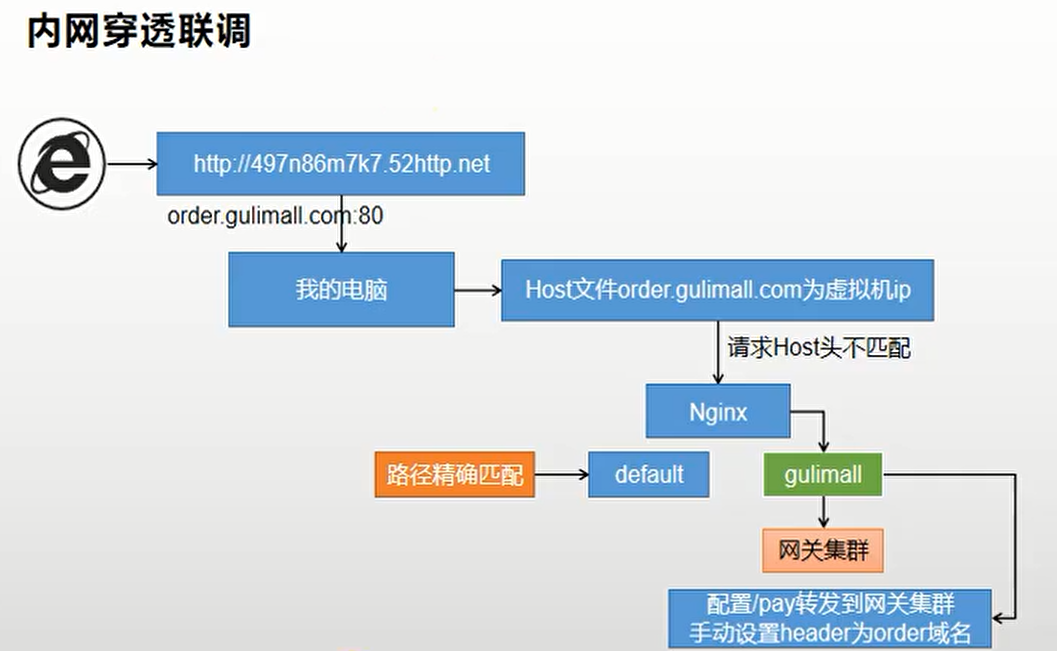 内网穿透联调
http://497n86m7k7.52http.net
order.gulimall.com:80
我的电脑
Host文件order.gulimall.com为虚拟机ip
请求Host头不匹配
Nginx
路径精确匹配
default
gulimall
网关集群
配置/pay转发到网关集群
手动设置header为order域名